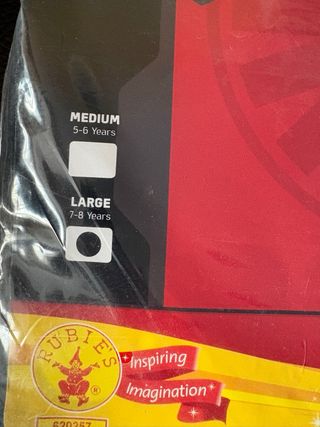 MEDIUM
5-6 Years
LARGE
7-8 Years
RUBIE'S
®
Inspiring
Imagination